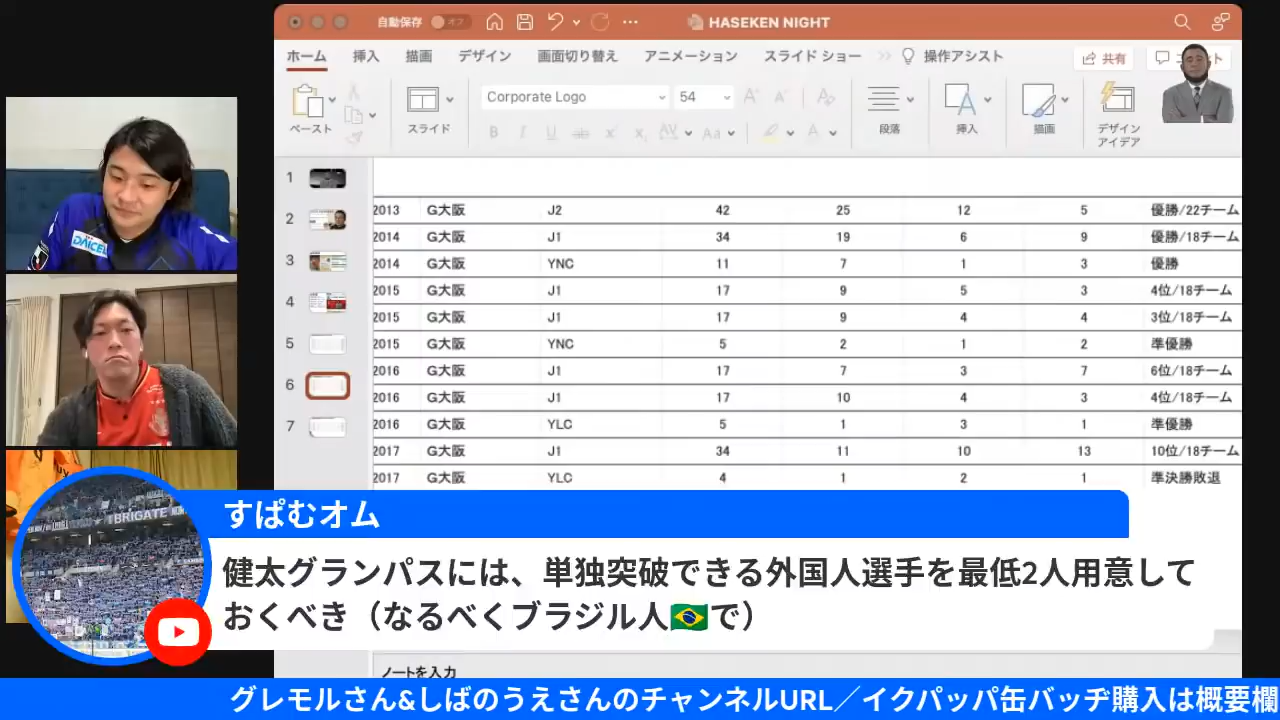 自動保存 オフ
HASEKEN NIGHT
ホーム 挿入 描画 デザイン 画面切り替え アニメーション スライド ショー 操作アシスト 共有
ペースト スライド Corporate Logo 54 段落 挿入 描画 デザイン
アイデア
1
2
3
4
5
6
7
2013 G大阪 J2 42 25 12 5 優勝/22チーム
2014 G大阪 J1 34 19 6 9 優勝/18チーム
2014 G大阪 YNC 11 7 1 3 優勝
2015 G大阪 J1 17 9 5 3 4位/18チーム
2015 G大阪 J1 17 9 4 4 3位/18チーム
2015 G大阪 YNC 5 2 1 2 準優勝
2016 G大阪 J1 17 7 3 7 6位/18チーム
2016 G大阪 J1 17 10 4 3 4位/18チーム
2016 G大阪 YLC 5 1 3 1 準優勝
2017 G大阪 J1 34 11 10 13 10位/18チーム
2017 G大阪 YLC 4 1 2 1 準決勝敗退
DAICEL
BRIGATE
すぱむオム
健太グランパスには、単独突破できる外国人選手を最低2人用意して
おくべき（なるべくブラジル人🇧🇷で）
ノートを入力
グレモルさん&しばのうえさんのチャンネルURL／イクパッパ缶バッヂ購入は概要欄